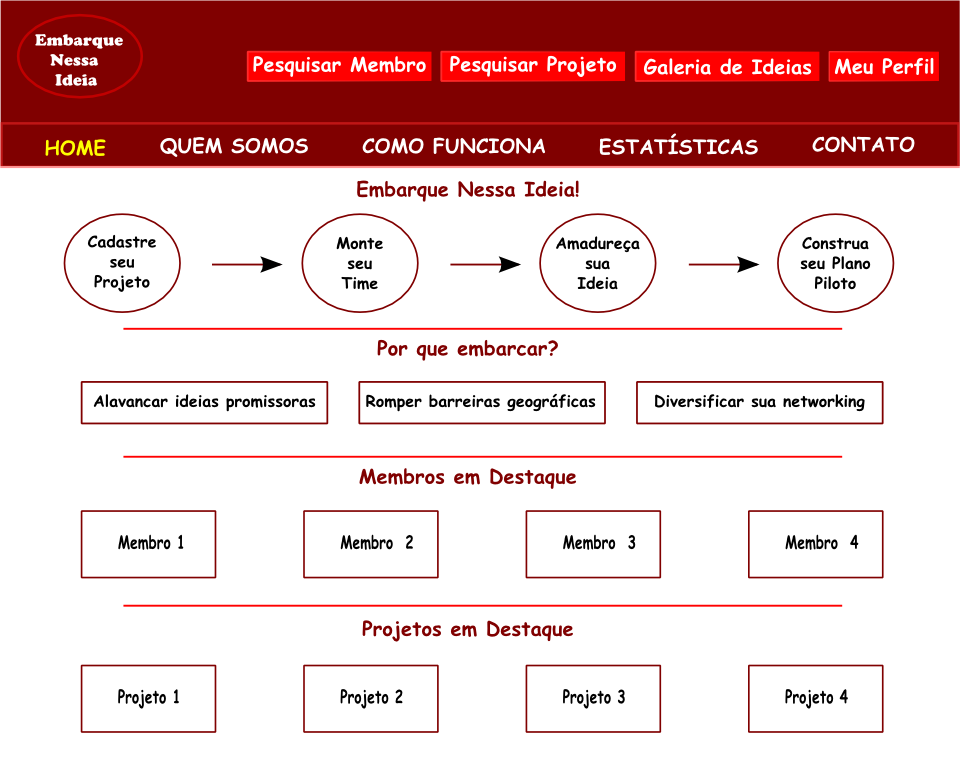 Embarque
Nessa
Ideia
Pesquisar Membro
Pesquisar Projeto
Galeria de Ideias
Meu Perfil
HOME
QUEM SOMOS
COMO FUNCIONA
ESTATÍSTICAS
CONTATO
Embarque Nessa Ideia!
Cadastre
seu
Projeto
Monte
seu
Time
Amadureça
sua
Ideia
Construa
seu Plano
Piloto
Por que embarcar?
Alavancar ideias promissoras
Romper barreiras geográficas
Diversificar sua networking
Membros em Destaque
Membro 1
Membro 2
Membro 3
Membro 4
Projetos em Destaque
Projeto 1
Projeto 2
Projeto 3
Projeto 4